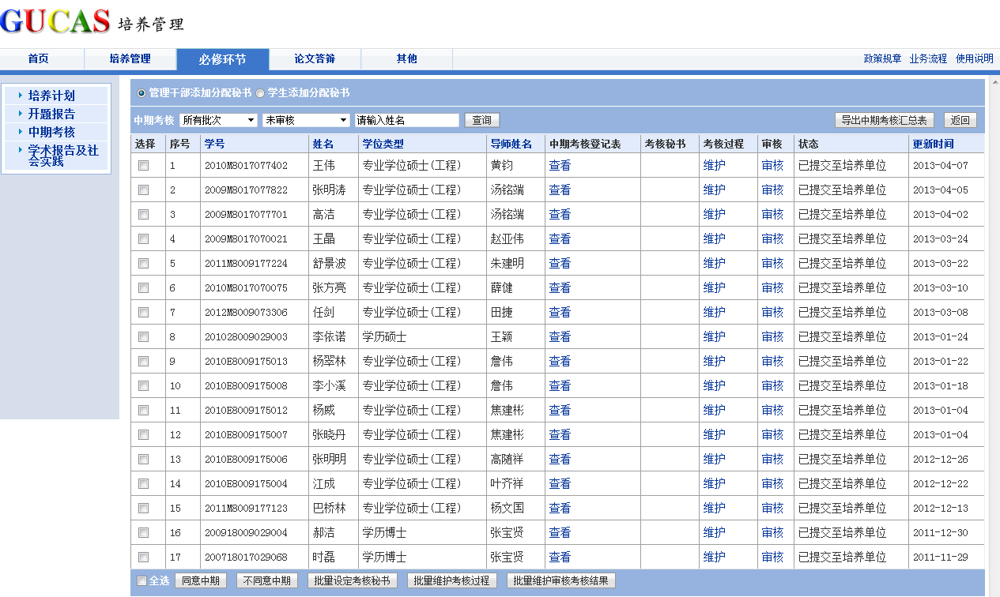 GUCAS 培养管理
首页 培养管理 必修环节 论文答辩 其他 政策规章 业务流程 使用说明
培养计划
开题报告
中期考核
学术报告及社
会实践
管理干部添加分配秘书 学生添加分配秘书
中期考核 所有批次 未审核 请输入姓名 查询 导出中期考核汇总表 返回
选择 序号 学号 姓名 学位类型 导师姓名 中期考核登记表 考核秘书 考核过程 审核 状态 更新时间
1 2010M8017077402 王伟 专业学位硕士(工程) 黄钧 查看 维护 审核 已提交至培养单位 2013-04-07
2 2009M8017077822 张明涛 专业学位硕士(工程) 汤铭端 查看 维护 审核 已提交至培养单位 2013-04-05
3 2009M8017077701 高洁 专业学位硕士(工程) 汤铭端 查看 维护 审核 已提交至培养单位 2013-04-02
4 2009M8017070021 王晶 专业学位硕士(工程) 赵亚伟 查看 维护 审核 已提交至培养单位 2013-03-24
5 2011M8009177224 舒景波 专业学位硕士(工程) 朱建明 查看 维护 审核 已提交至培养单位 2013-03-22
6 2010M8017070075 张方亮 专业学位硕士(工程) 薛健 查看 维护 审核 已提交至培养单位 2013-03-10
7 2012M8009073306 任剑 专业学位硕士(工程) 田捷 查看 维护 审核 已提交至培养单位 2013-03-08
8 201028009029003 李依诺 学历硕士 王颖 查看 维护 审核 已提交至培养单位 2013-01-24
9 2010E8009175013 杨翠林 专业学位硕士(工程) 詹伟 查看 维护 审核 已提交至培养单位 2013-01-22
10 2010E8009175008 李小溪 专业学位硕士(工程) 詹伟 查看 维护 审核 已提交至培养单位 2013-01-18
11 2010E8009175012 杨威 专业学位硕士(工程) 焦建彬 查看 维护 审核 已提交至培养单位 2013-01-04
12 2010E8009175007 张晓丹 专业学位硕士(工程) 焦建彬 查看 维护 审核 已提交至培养单位 2013-01-04
13 2010E8009175006 张明明 专业学位硕士(工程) 高随祥 查看 维护 审核 已提交至培养单位 2012-12-26
14 2010E8009175004 江成 专业学位硕士(工程) 叶齐祥 查看 维护 审核 已提交至培养单位 2012-12-22
15 2011M8009177123 巴桥林 专业学位硕士(工程) 杨文国 查看 维护 审核 已提交至培养单位 2012-12-13
16 200918009029004 郝洁 学历博士 张宝贤 查看 维护 审核 已提交至培养单位 2011-12-30
17 200718017029068 时磊 学历博士 张宝贤 查看 维护 审核 已提交至培养单位 2011-11-29
全选 同意中期 不同意中期 批量设定考核秘书 批量维护考核过程 批量维护审核考核结果